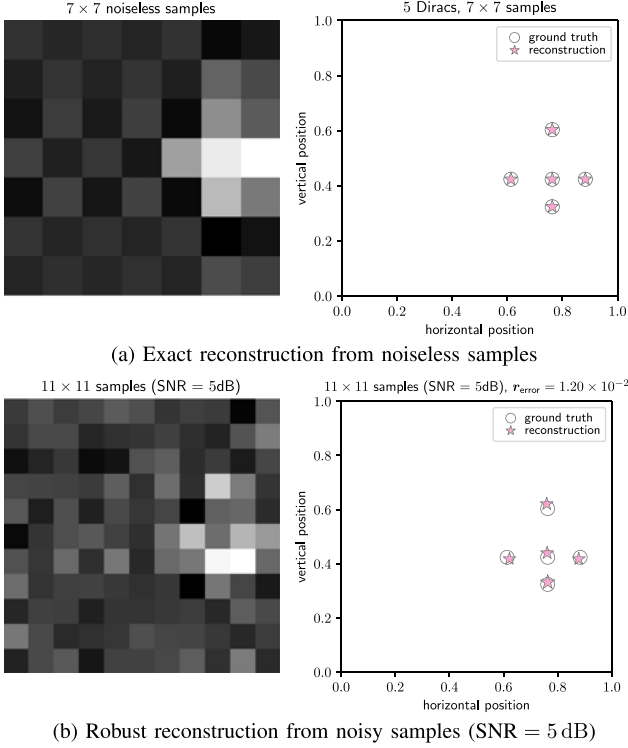 7 × 7 noiseless samples
5 Diracs, 7 × 7 samples
1.0
0.8
0.6
0.4
0.2
0.0
vertical position
ground truth
reconstruction
0.0 0.2 0.4 0.6 0.8 1.0
horizontal position
(a) Exact reconstruction from noiseless samples
11 × 11 samples (SNR = 5dB)
11 × 11 samples (SNR = 5dB), r_error = 1.20 × 10⁻²
1.0
0.8
0.6
0.4
0.2
0.0
vertical position
ground truth
reconstruction
0.0 0.2 0.4 0.6 0.8 1.0
horizontal position
(b) Robust reconstruction from noisy samples (SNR = 5 dB)